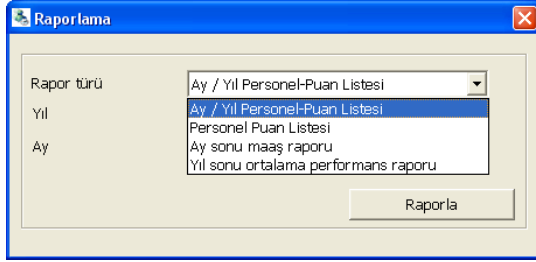 Raporlama
Rapor türü
Ay / Yıl Personel-Puan Listesi
Yıl
Ay / Yıl Personel-Puan Listesi
Personel Puan Listesi
Ay
Ay sonu maaş raporu
Yıl sonu ortalama performans raporu
Raporla